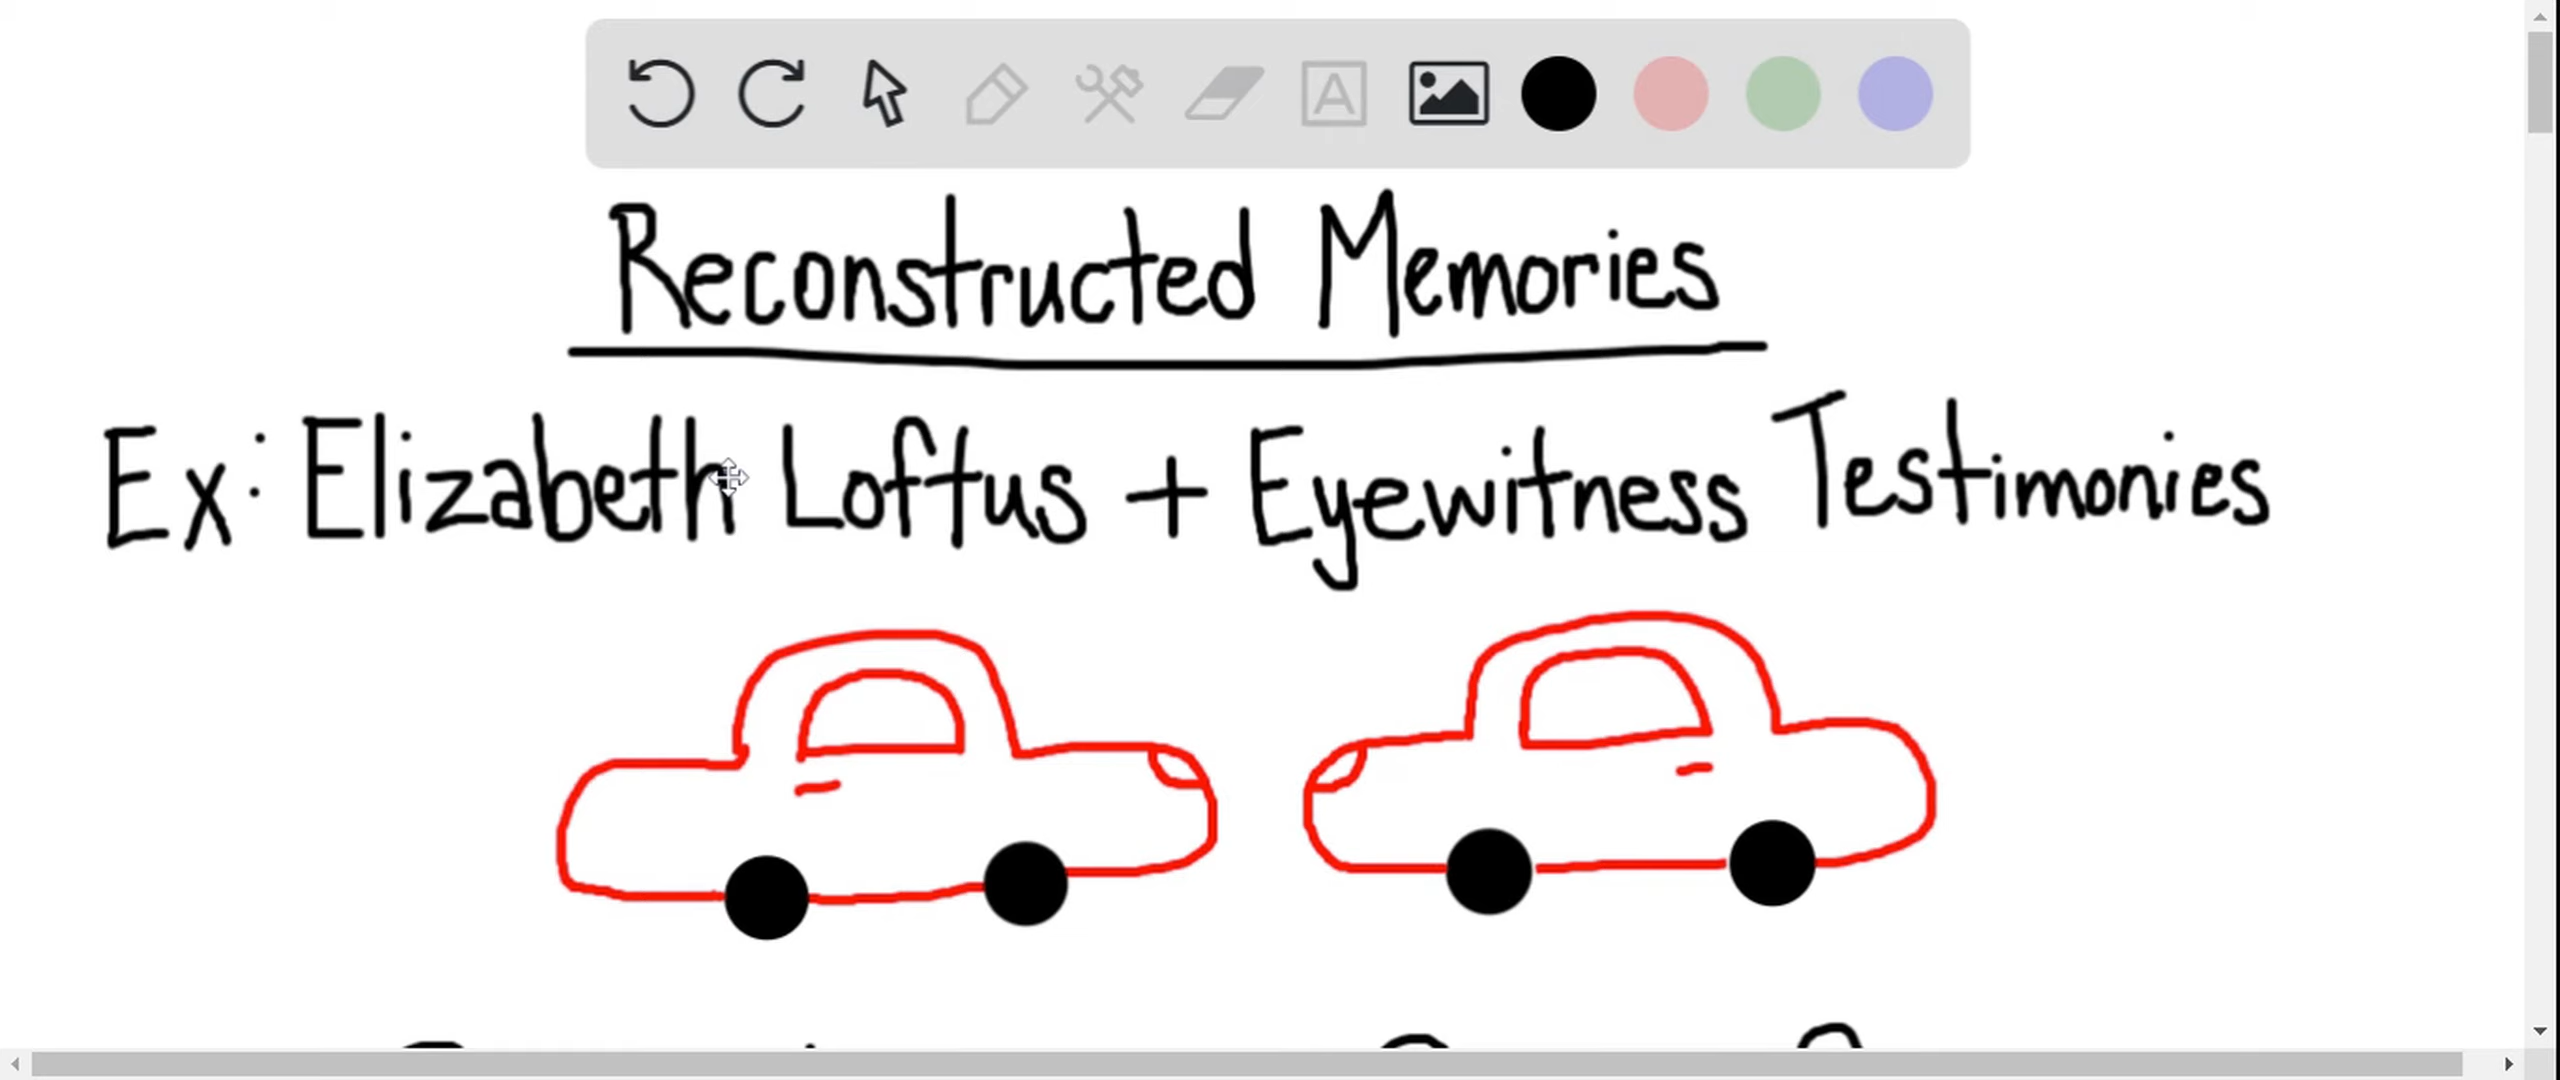 Reconstructed Memories
Ex: Elizabeth Loftus + Eyewitness Testimonies